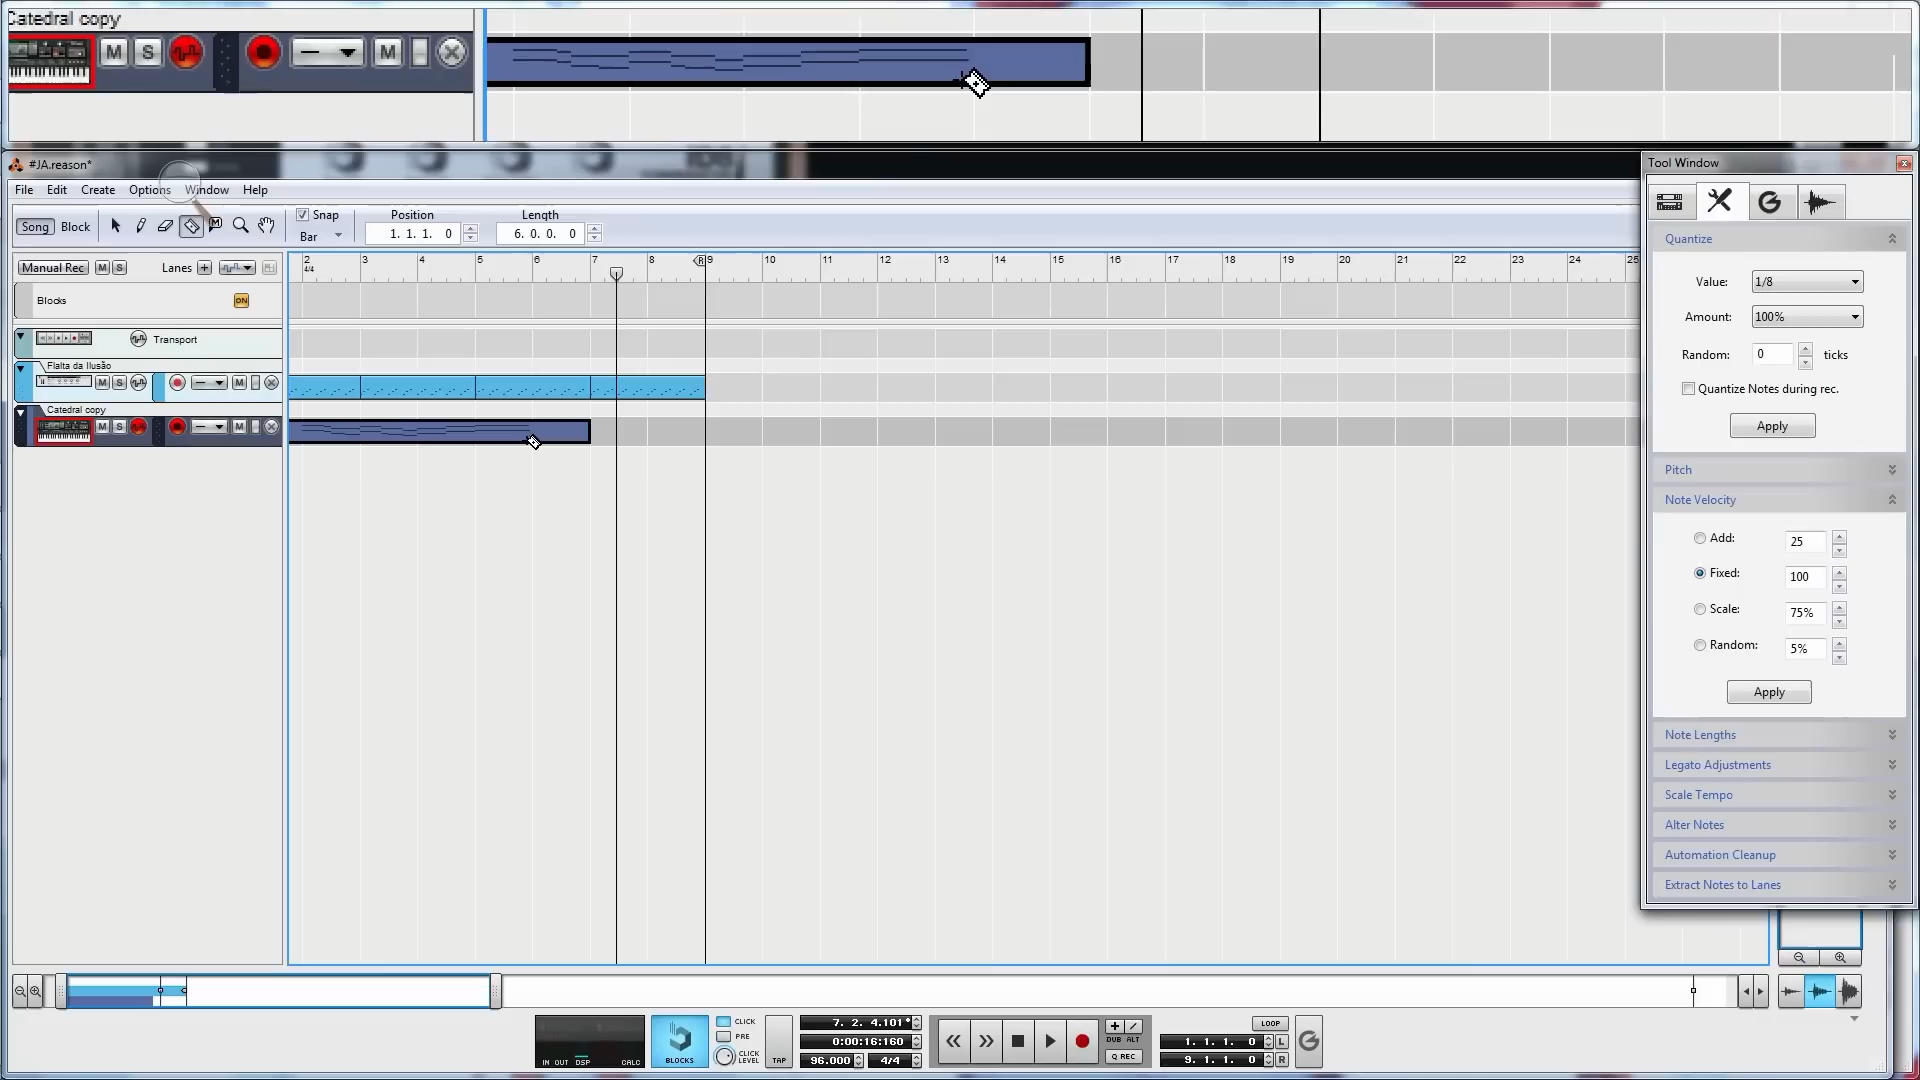 Catedral copy
M S M
#JA.reason*
File Edit Create Options Window Help
Song Block M Snap Bar Position 1. 1. 1. 0 Length 6. 0. 0. 0
Manual Rec M S Lanes +
2 3 4 5 6 7 8 R 9 10 11 12 13 14 15 16 17 18 19 20 21 22 23 24 25
4/4
Blocks ON
Transport
Flalta da Ilusão
M S M
Catedral copy
M S M
Tool Window
Quantize
Value: 1/8
Amount: 100%
Random: 0 ticks
Quantize Notes during rec.
Apply
Pitch
Note Velocity
Add: 25
Fixed: 100
Scale: 75%
Random: 5%
Apply
Note Lengths
Legato Adjustments
Scale Tempo
Alter Notes
Automation Cleanup
Extract Notes to Lanes
IN OUT DSP CALC
BLOCKS
CLICK
PRE
CLICK LEVEL
TAP
7. 2. 4.101*
0:00:16:160
96.000 4/4
DUB ALT
Q REC
LOOP
1. 1. 1. 0 L
9. 1. 1. 0 R